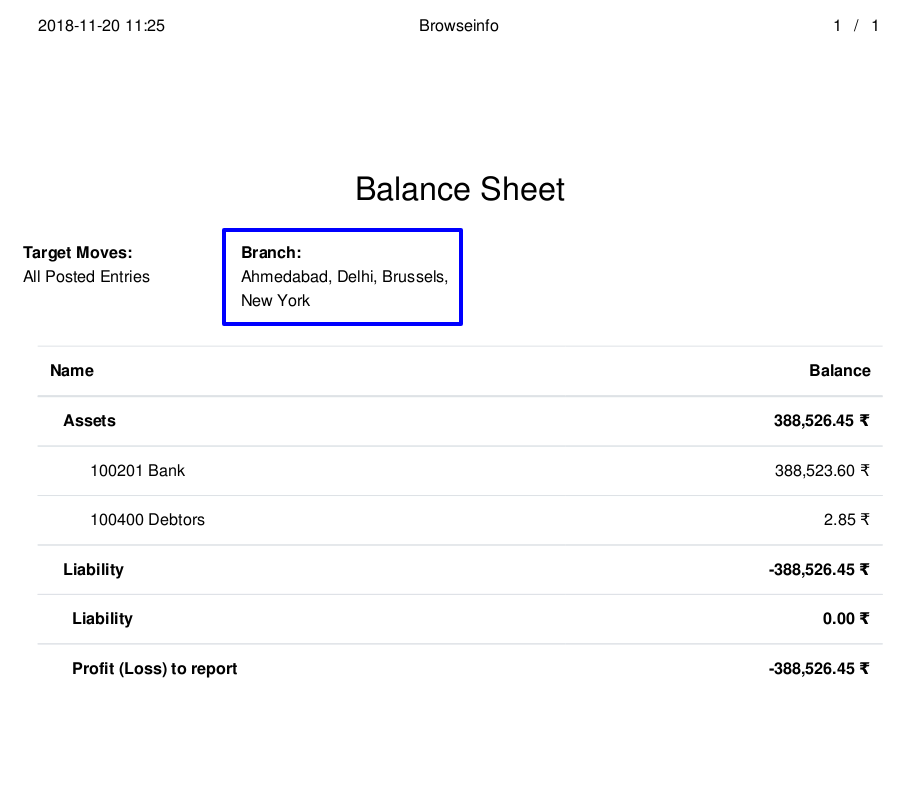 2018-11-20 11:25 Browseinfo 1 / 1
Balance Sheet
Target Moves:
All Posted Entries
Branch:
Ahmedabad, Delhi, Brussels,
New York
Name Balance
Assets 388,526.45 ₹
100201 Bank 388,523.60 ₹
100400 Debtors 2.85 ₹
Liability -388,526.45 ₹
Liability 0.00 ₹
Profit (Loss) to report -388,526.45 ₹